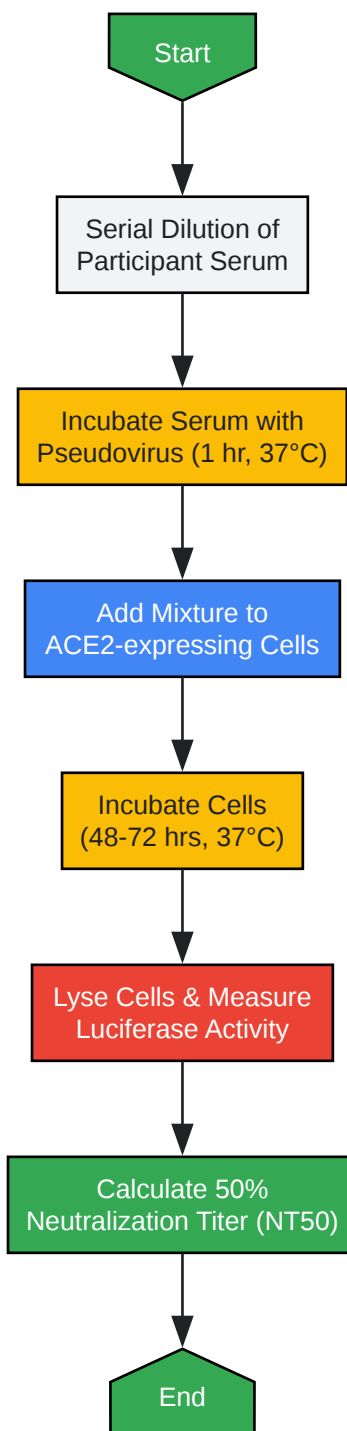 Start
Serial Dilution of
Participant Serum
Incubate Serum with
Pseudovirus (1 hr, 37°C)
Add Mixture to
ACE2-expressing Cells
Incubate Cells
(48-72 hrs, 37°C)
Lyse Cells & Measure
Luciferase Activity
Calculate 50%
Neutralization Titer (NT50)
End